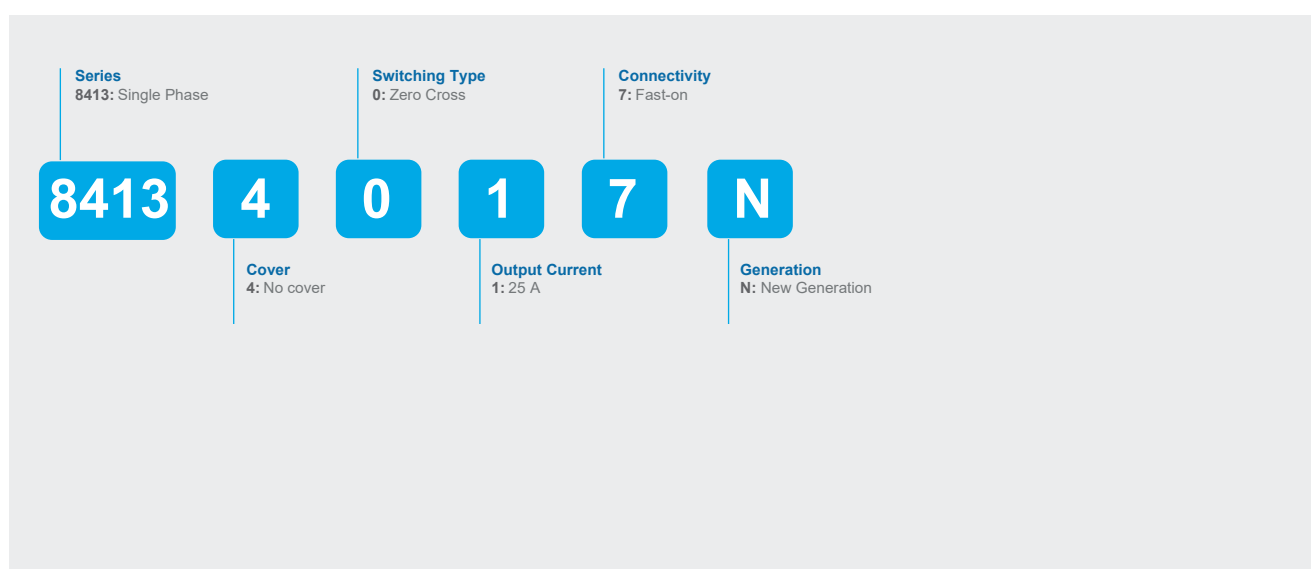 Series
8413: Single Phase
Switching Type
0: Zero Cross
Connectivity
7: Fast-on
8413 4 0 1 7 N
Cover
4: No cover
Output Current
1: 25 A
Generation
N: New Generation